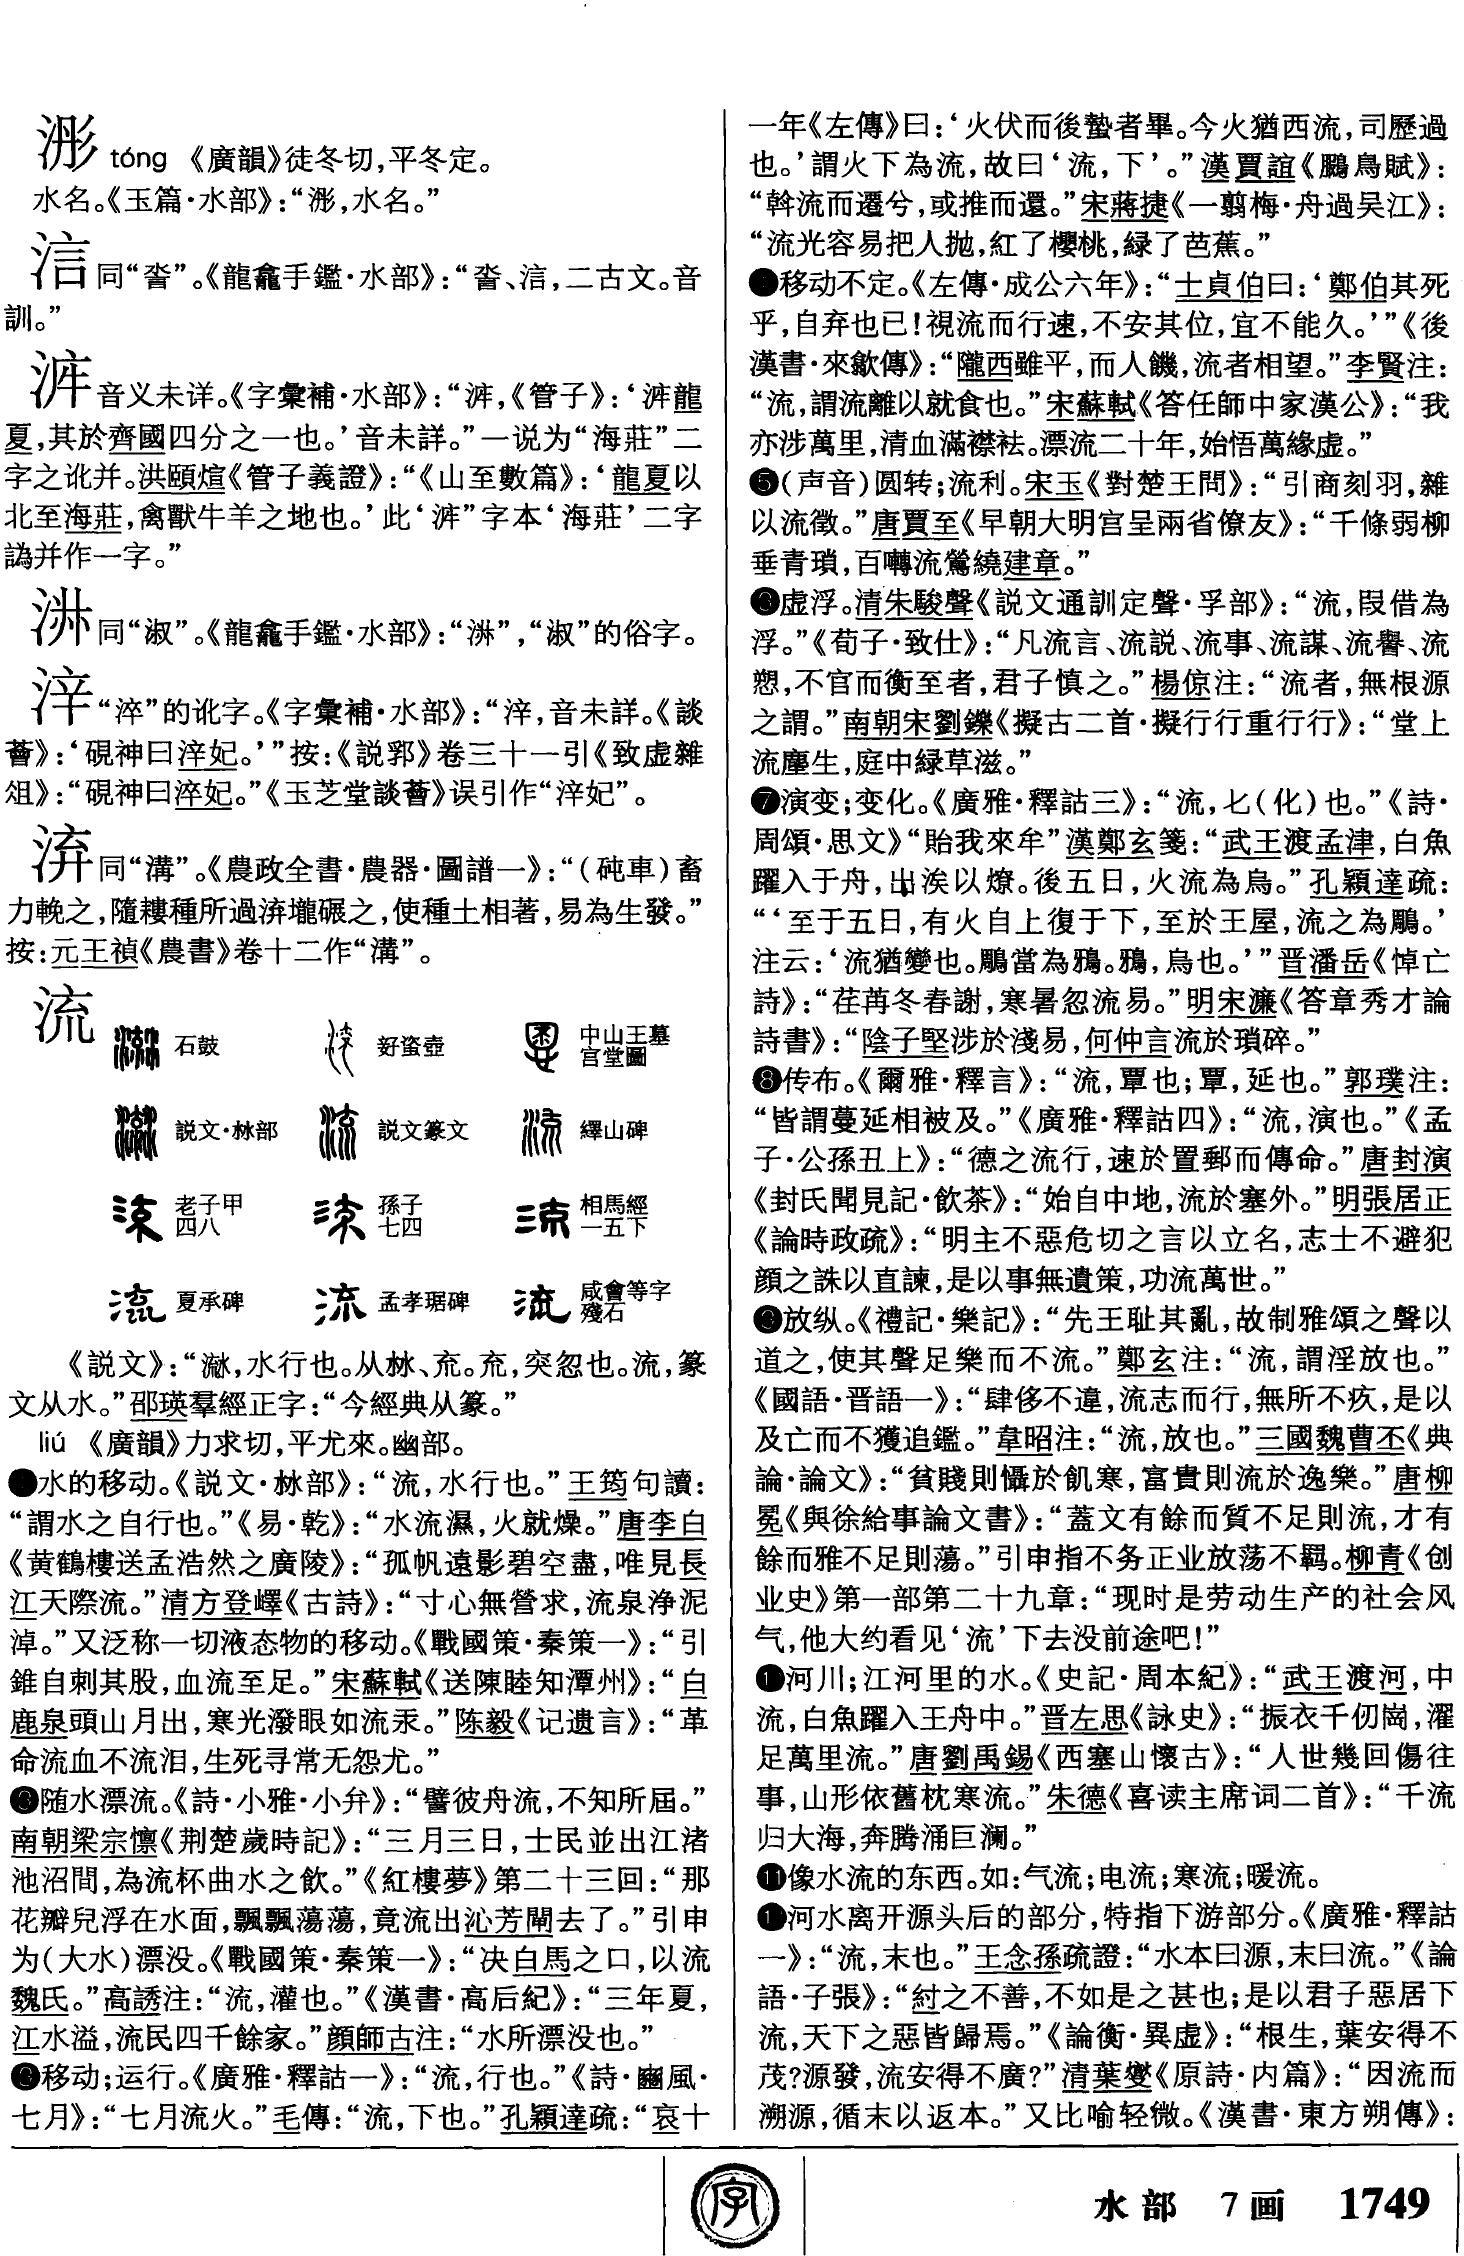 浵 tóng 《廣韻》徒冬切,平冬定。
水名。《玉篇·水部》:“浵,水名。”
㳷 同“㳫”。《龍龕手鑑·水部》:“㳫、㳷,二古文。音
訓。”
音义未详。《字彙補·水部》:“,《管子》:‘龍
夏,其於齊國四分之一也。’音未詳。”一说为“海莊”二
字之讹并。洪頤煊《管子義證》:“《山至數篇》:‘龍夏以
北至海莊,禽獸牛羊之地也。’此‘”字本‘海莊’二字
譌并作一字。”
同“淑”。《龍龕手鑑·水部》:“”,“淑”的俗字。
浶 “淬”的讹字。《字彙補·水部》:“,音未詳。《談
薈》:‘硯神曰妃。’”按:《説郛》卷三十一引《致虚雜
俎》:“硯神曰淬妃。”《玉芝堂談薈》误引作“妃”。
同“溝”。《農政全書·農器·圖譜一》:“(砘車)畜
力輓之,隨耬種所過壠碾之,使種土相著,易為生發。”
按:元王禎《農書》卷十二作“溝”。
流
石鼓 好盗壺 中山王墓宫堂圖
説文·沝部 説文篆文 繹山碑
老子甲四八 孫子七四 相馬經一五下
夏承碑 孟孝琚碑 咸會等字殘石
《説文》:“㵞,水行也。从沝、㐬。㐬,突忽也。流,篆
文从水。”邵瑛羣經正字:“今經典从篆。”
liú 《廣韻》力求切,平尤來。幽部。
❶水的移动。《説文·沝部》:“流,水行也。”王筠句讀:
“謂水之自行也。”《易·乾》:“水流濕,火就燥。”唐李白
《黄鶴樓送孟浩然之廣陵》:“孤帆遠影碧空盡,唯見長
江天際流。”清方登嶧《古詩》:“寸心無營求,流泉浄泥
淖。”又泛称一切液态物的移动。《戰國策·秦策一》:“引
錐自刺其股,血流至足。”宋蘇軾《送陳睦知潭州》:“白
鹿泉頭山月出,寒光潑眼如流汞。”陈毅《记遗言》:“革
命流血不流泪,生死寻常无怨尤。”
❷随水漂流。《詩·小雅·小弁》:“譬彼舟流,不知所屆。”
南朝梁宗懔《荆楚歲時記》:“三月三日,士民並出江渚
池沼間,為流杯曲水之飲。”《紅樓夢》第二十三回:“那
花瓣兒浮在水面,飄飄蕩蕩,竟流出沁芳閘去了。”引申
为(大水)漂没。《戰國策·秦策一》:“决白馬之口,以流
魏氏。”高誘注:“流,灌也。”《漢書·高后紀》:“三年夏,
江水溢,流民四千餘家。”顔師古注:“水所漂没也。”
❸移动;运行。《廣雅·釋詁一》:“流,行也。”《詩·豳風·
七月》:“七月流火。”毛傳:“流,下也。”孔穎達疏:“哀十
一年《左傳》曰:‘火伏而後蟄者畢。今火猶西流,司歷過
也。’謂火下為流,故曰‘流,下’。”漢賈誼《鵩鳥賦》:
“斡流而遷兮,或推而還。”宋蔣捷《一翦梅·舟過吴江》:
“流光容易把人抛,紅了櫻桃,緑了芭蕉。”
❹移动不定。《左傳·成公六年》:“士貞伯曰:‘鄭伯其死
乎,自弃也已!視流而行速,不安其位,宜不能久。’”《後
漢書·來歙傳》:“隴西雖平,而人饑,流者相望。”李賢注:
“流,謂流離以就食也。”宋蘇軾《答任師中家漢公》:“我
亦涉萬里,清血滿襟袪。漂流二十年,始悟萬緣虚。”
❺(声音)圆转;流利。宋玉《對楚王問》:“引商刻羽,雜
以流徵。”唐賈至《早朝大明宫呈兩省僚友》:“千條弱柳
垂青瑣,百囀流鶯繞建章。”
❻虚浮。清朱駿聲《説文通訓定聲·孚部》:“流,叚借為
浮。”《荀子·致仕》:“凡流言、流説、流事、流謀、流譽、流
愬,不官而衡至者,君子慎之。”楊倞注:“流者,無根源
之謂。”南朝宋劉鑠《擬古二首·擬行行重行行》:“堂上
流塵生,庭中緑草滋。”
❼演变;变化。《廣雅·釋詁三》:“流,匕(化)也。”《詩·
周頌·思文》“貽我來牟”漢鄭玄箋:“武王渡孟津,白魚
躍入于舟,出涘以燎。後五日,火流為烏。”孔穎達疏:
“‘至于五日,有火自上復于下,至於王屋,流之為鵰。’
注云:‘流猶變也。鵰當為鴉。鴉,烏也。’”晋潘岳《悼亡
詩》:“荏苒冬春謝,寒暑忽流易。”明宋濂《答章秀才論
詩書》:“陰子堅涉於淺易,何仲言流於瑣碎。”
❽传布。《爾雅·釋言》:“流,覃也;覃,延也。”郭璞注:
“皆謂蔓延相被及。”《廣雅·釋詁四》:“流,演也。”《孟
子·公孫丑上》:“德之流行,速於置郵而傳命。”唐封演
《封氏聞見記·飲茶》:“始自中地,流於塞外。”明張居正
《論時政疏》:“明主不惡危切之言以立名,志士不避犯
顔之誅以直諫,是以事無遺策,功流萬世。”
❾放纵。《禮記·樂記》:“先王耻其亂,故制雅頌之聲以
道之,使其聲足樂而不流。”鄭玄注:“流,謂淫放也。”
《國語·晋語一》:“肆侈不違,流志而行,無所不疚,是以
及亡而不獲追鑑。”韋昭注:“流,放也。”三國魏曹丕《典
論·論文》:“貧賤則懾於飢寒,富貴則流於逸樂。”唐柳
冕《與徐給事論文書》:“蓋文有餘而質不足則流,才有
餘而雅不足則蕩。”引申指不务正业放荡不羁。柳青《创
业史》第一部第二十九章:“现时是劳动生产的社会风
气,他大约看见‘流’下去没前途吧!”
❿河川;江河里的水。《史記·周本紀》:“武王渡河,中
流,白魚躍入王舟中。”晋左思《詠史》:“振衣千仞崗,濯
足萬里流。”唐劉禹錫《西塞山懷古》:“人世幾回傷往
事,山形依舊枕寒流。”朱德《喜读主席词二首》:“千流
归大海,奔腾涌巨澜。”
⓫像水流的东西。如:气流;电流;寒流;暖流。
⓬河水离开源头后的部分,特指下游部分。《廣雅·釋詁
一》:“流,末也。”王念孫疏證:“水本曰源,末曰流。”《論
語·子張》:“紂之不善,不如是之甚也;是以君子惡居下
流,天下之惡皆歸焉。”《論衡·異虚》:“根生,葉安得不
茂?源發,流安得不廣?”清葉燮《原詩·内篇》:“因流而
溯源,循末以返本。”又比喻轻微。《漢書·東方朔傳》:
字
水部 7画 1749